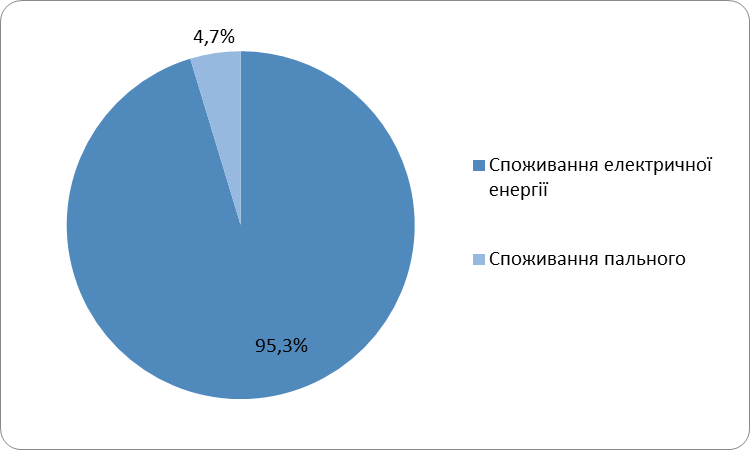 4,7%
Споживання електричної
енергії
Споживання пального
95,3%